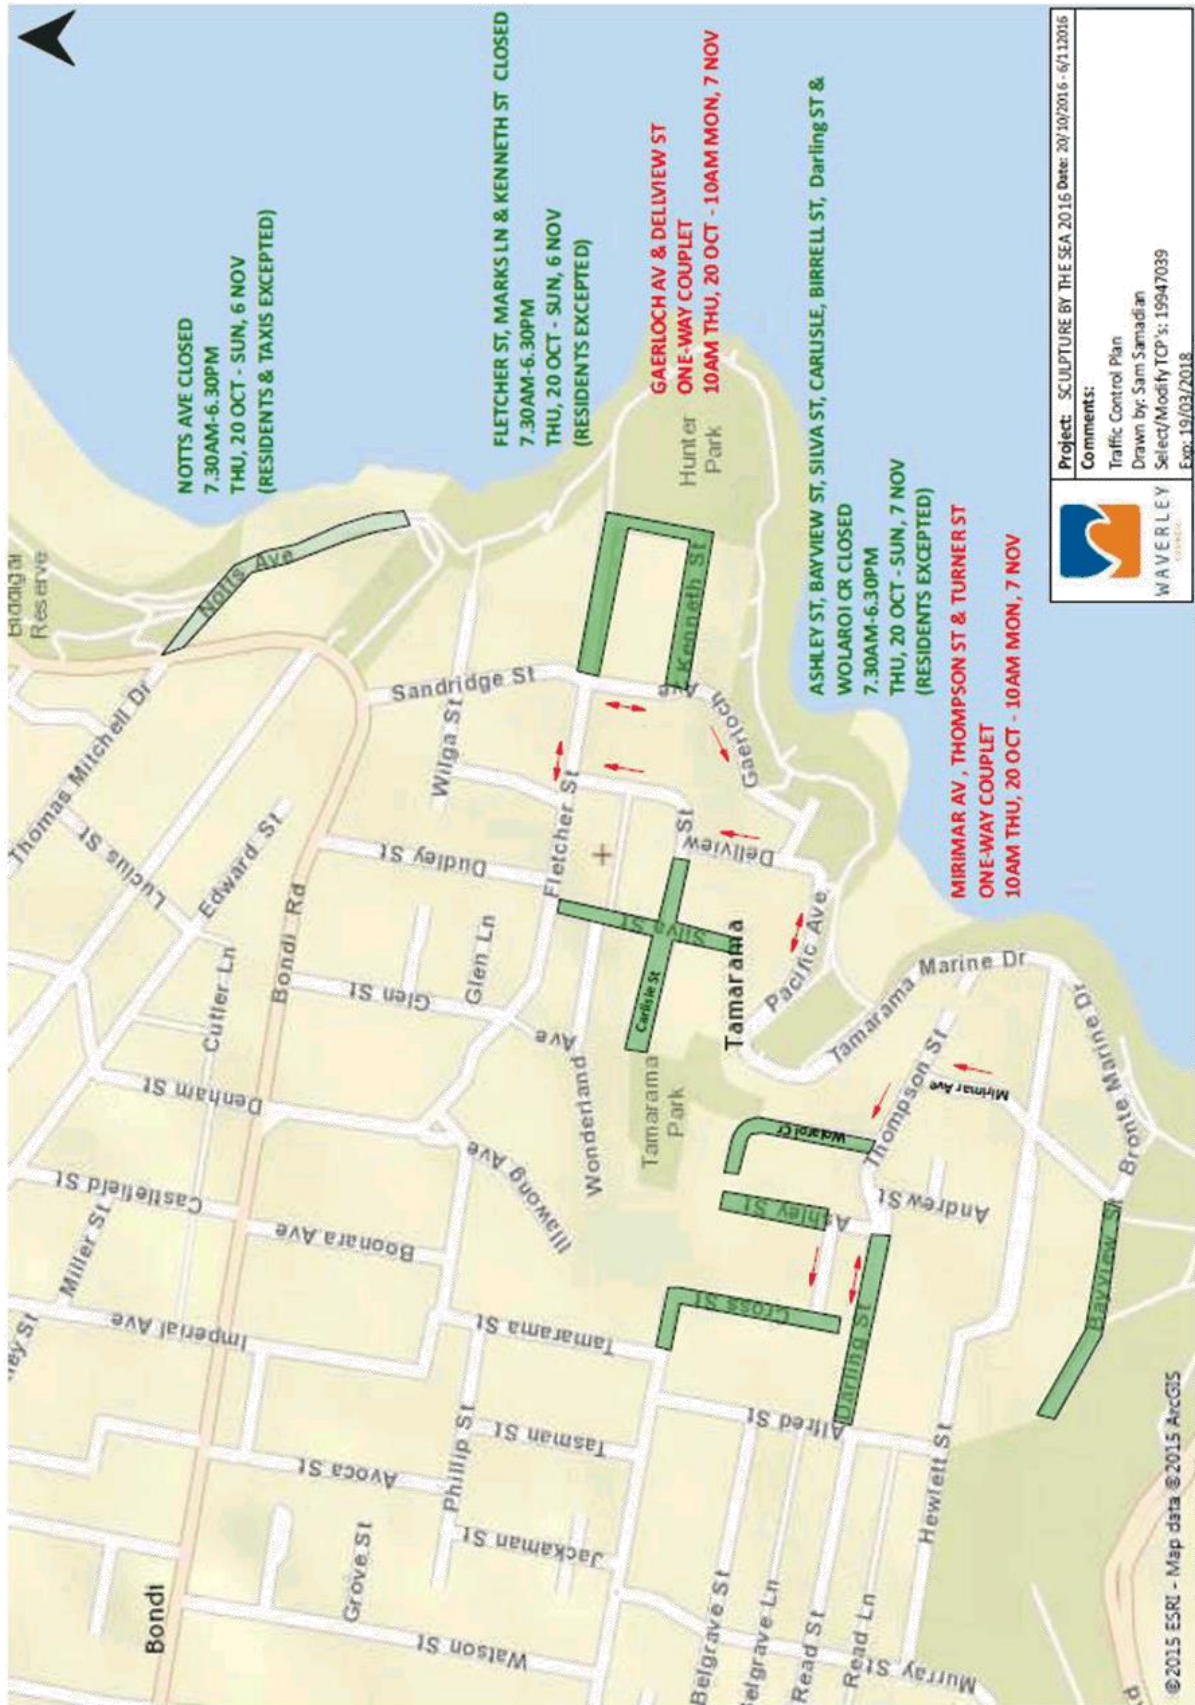 NOTTS AVE CLOSED
7.30AM-6.30PM
THU, 20 OCT - SUN, 6 NOV
(RESIDENTS & TAXIS EXCEPTED)
FLETCHER ST, MARKS LN & KENNETH ST CLOSED
7.30AM-6.30PM
THU, 20 OCT - SUN, 6 NOV
(RESIDENTS EXCEPTED)
GAERLOCH AV & DELLVIEW ST
ONE-WAY COUPLET
10AM THU, 20 OCT - 10AM MON, 7 NOV
ASHLEY ST, BAYVIEW ST, SILVA ST, CARLISLE, BIRRELL ST, Darling ST &
WOLAROI CR CLOSED
7.30AM-6.30PM
THU, 20 OCT - SUN, 7 NOV
(RESIDENTS EXCEPTED)
MIRIMAR AV, THOMPSON ST & TURNER ST
ONE-WAY COUPLET
10AM THU, 20 OCT - 10AM MON, 7 NOV
Biddigal
Reserve
Notts Ave
Thomas Mitchell Dr
Lucius St
Edward St
Cutler Ln
Bondi Rd
Denham St
Castlefield St
Miller St
Imperial Ave
Boonara Ave
Avoca St
Grove St
Watson St
Bondi
Sandridge St
Wilga St
Dudley St
Glen Ln
Glen St
Fletcher St
Illawong Ave
Wonderland
Ave
Tamarama St
Phillip St
Tasman St
Jackaman St
Hunter
Park
Kenneth St
Gaerloch
Ave
Dellview
St
Silva St
Carlisle St
Tamarama
Tamarama
Park
Pacific Ave
Tamarama Marine Dr
Thompson St
Mirimar Ave
Wolaroi Cr
Ashley St
Andrew St
Cross St
Darling St
Alfred St
Bronte Marine Dr
Bayview St
Hewlett St
Belgrave St
elgrave Ln
Read St
Read Ln
Murray St
©2015 ESRI - Map data ©2015 ArcGIS
WAVERLEY
COUNCIL
Project: SCULPTURE BY THE SEA 2016 Date: 20/10/2016 - 6/112016
Comments:
Traffic Control Plan
Drawn by: Sam Samadian
Select/Modify TCP's: 19947039
Exp: 19/03/2018